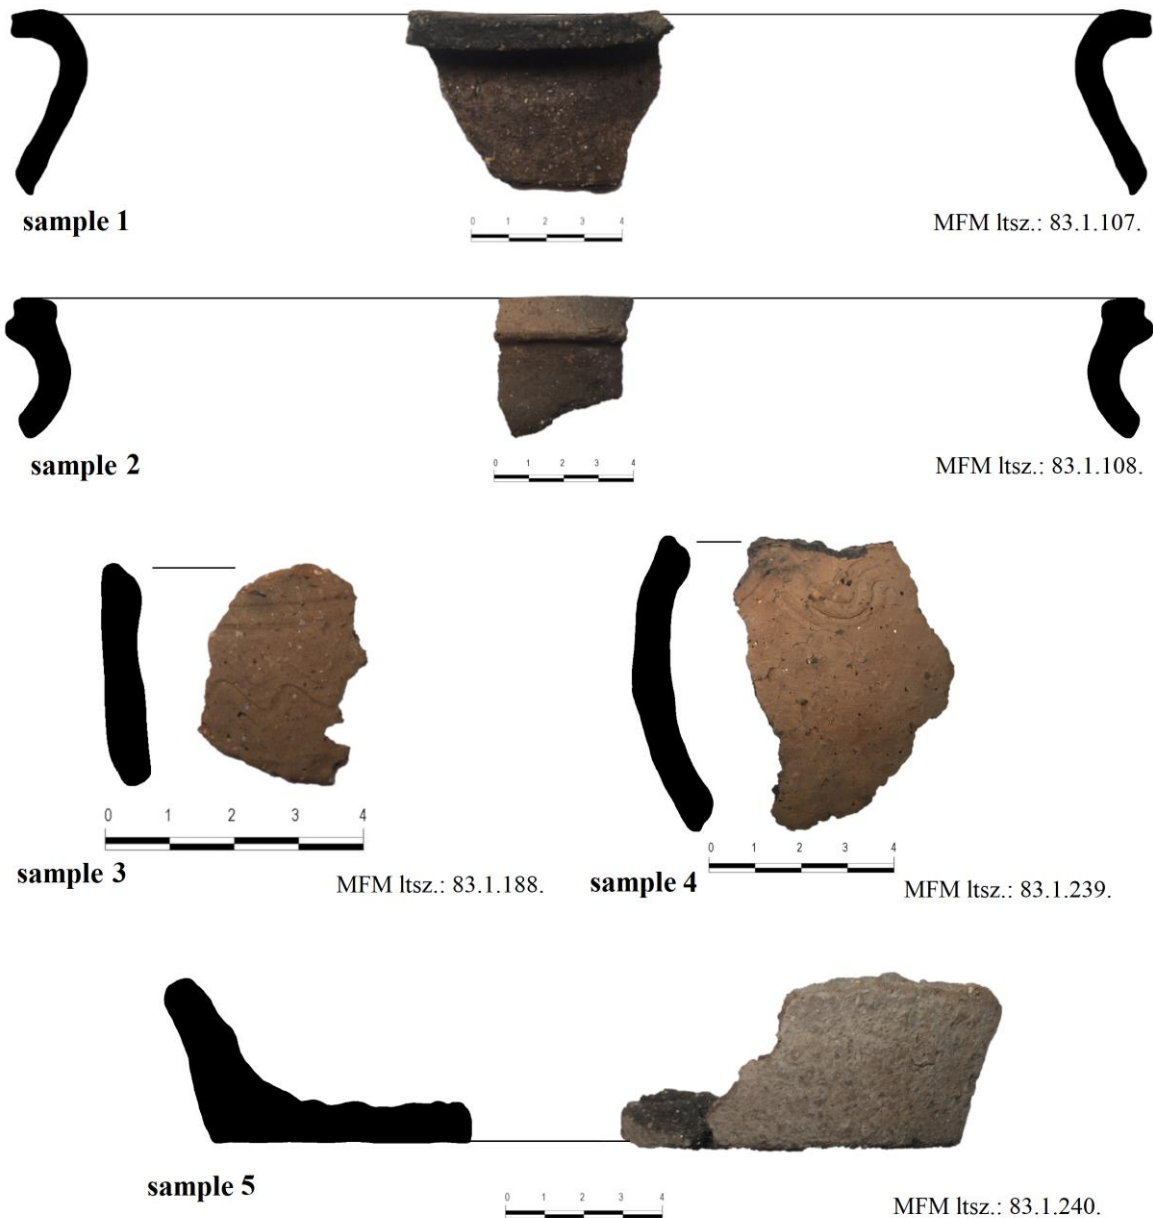 0 1 2 3 4
sample 1
MFM ltsz.: 83.1.107.
0 1 2 3 4
sample 2
MFM ltsz.: 83.1.108.
0 1 2 3 4
sample 3
MFM ltsz.: 83.1.188.
0 1 2 3 4
sample 4
MFM ltsz.: 83.1.239.
sample 5
0 1 2 3 4
MFM ltsz.: 83.1.240.